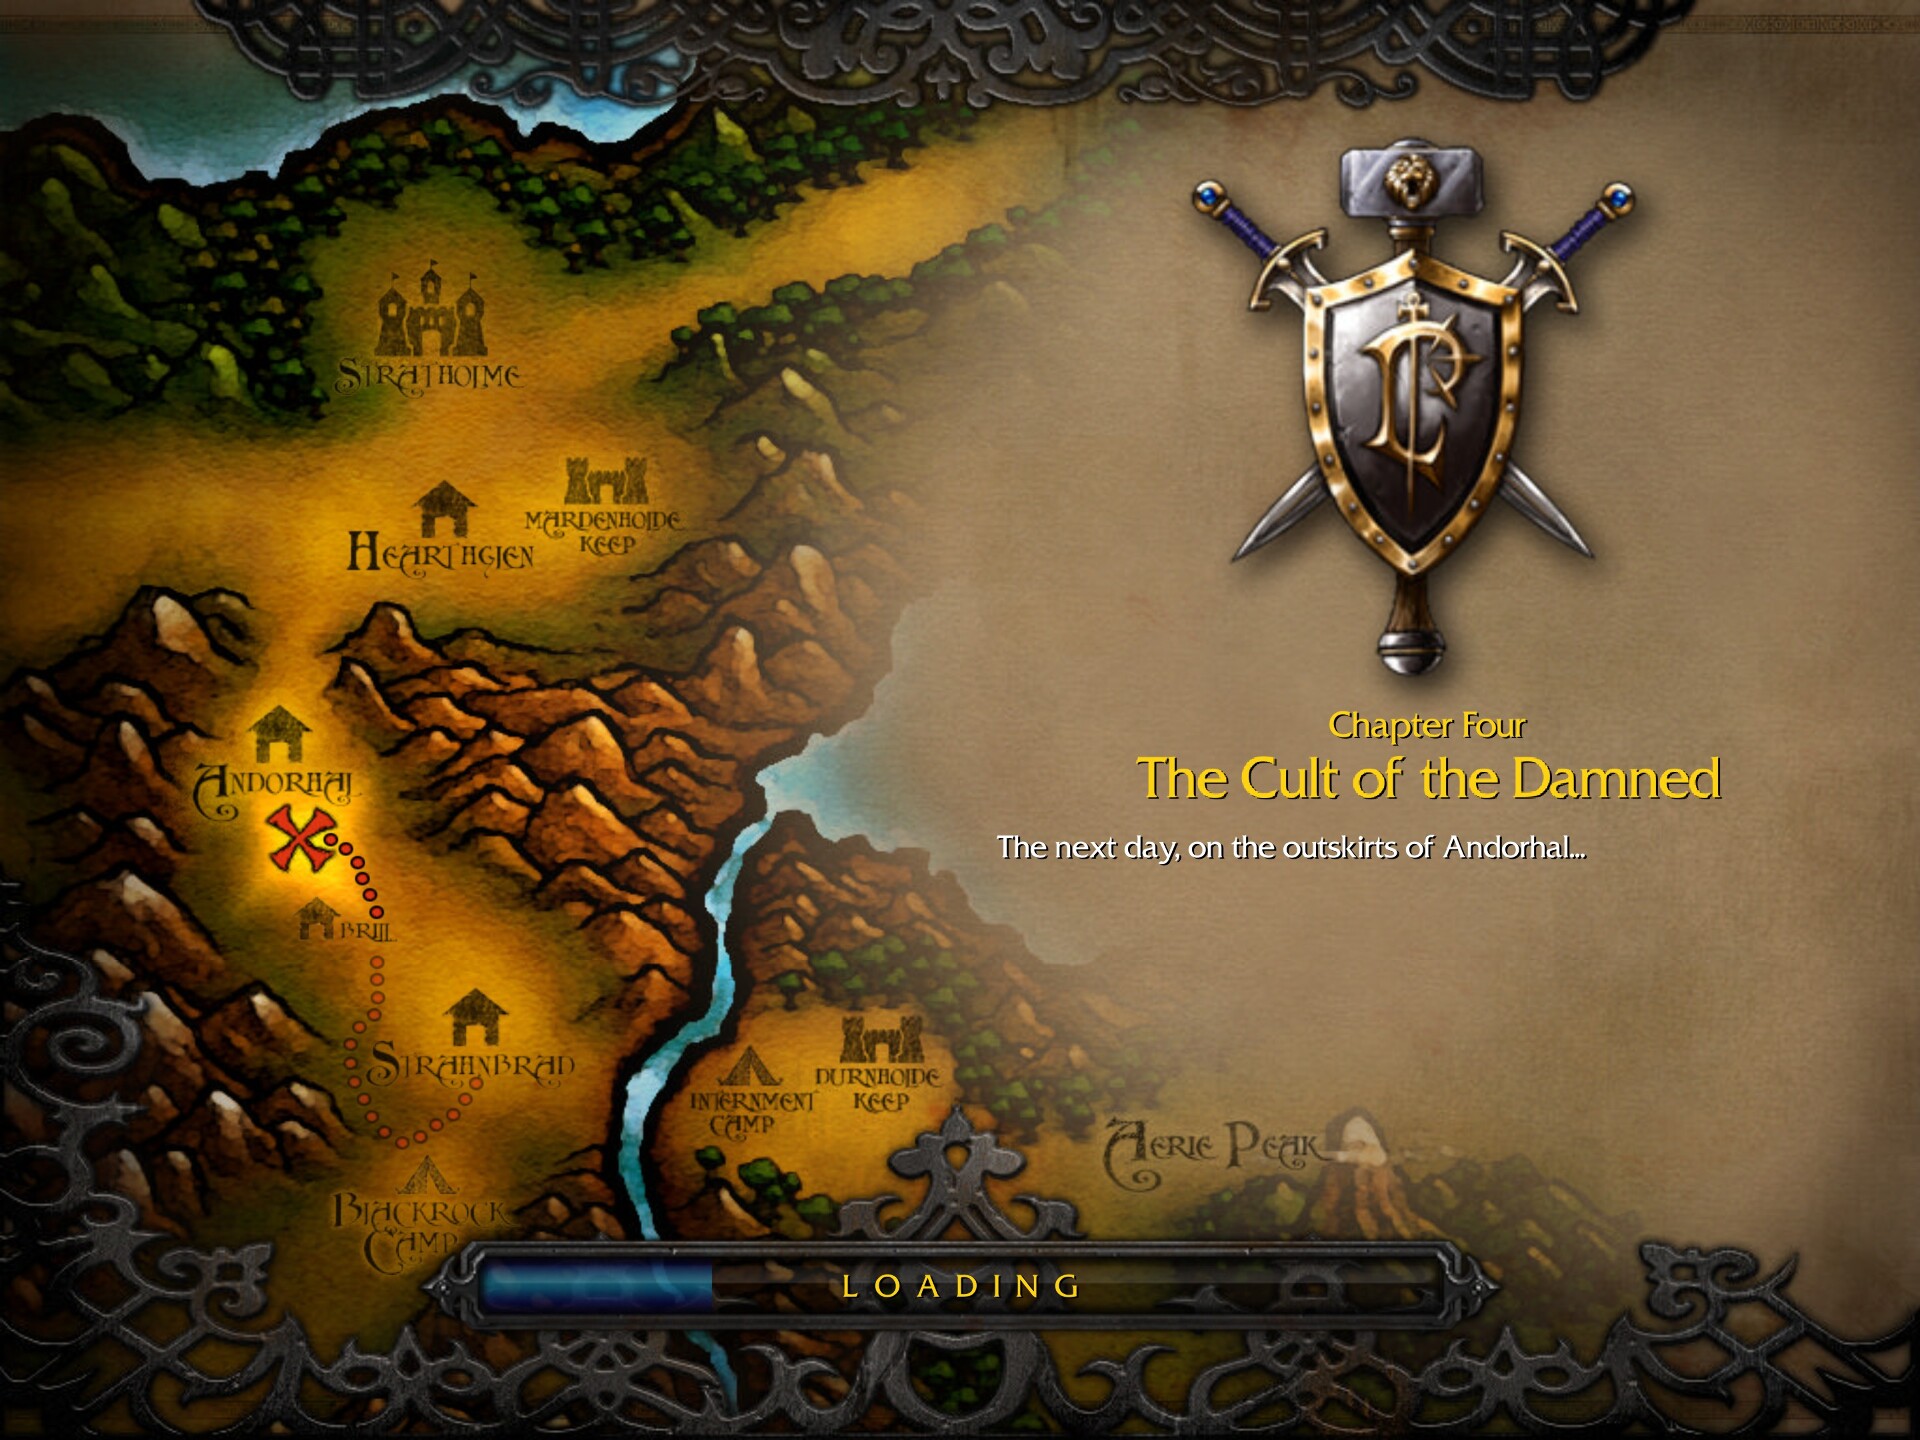 STRATHOLME
MARDENHOLDE
KEEP
HEARTHGLEN
Chapter Four
The Cult of the Damned
ANDORHAL
The next day, on the outskirts of Andorhal...
BRILL
STRAHNBRAD
INTERNMENT
CAMP
DURNHOLDE
KEEP
AERIE PEAK
BLACKROCK
CAMP
LOADING